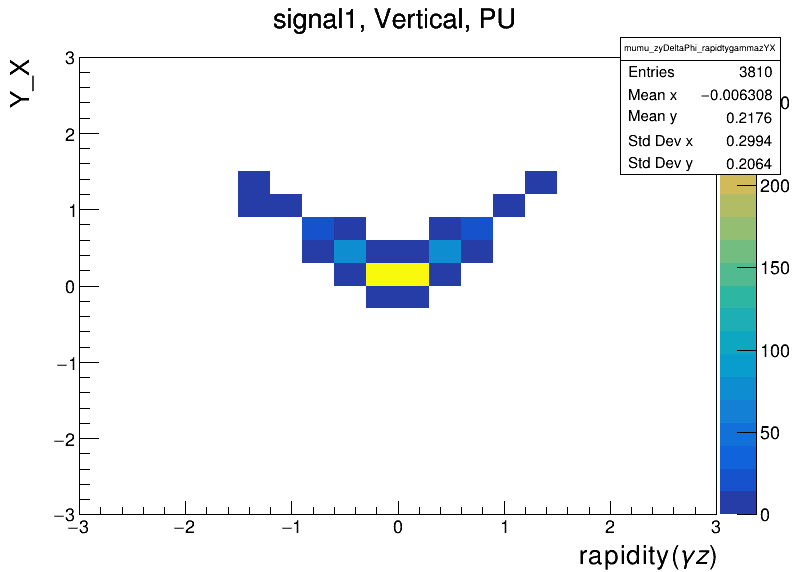 signal1, Vertical, PU
Y_X
mumu_zyDeltaPhi_rapidtygammazYX
Entries 3810
Mean x −0.006308
Mean y 0.2176
Std Dev x 0.2994
Std Dev y 0.2064
3
2
1
0
−1
−2
−3
−3 −2 −1 0 1 2 3
0
200
150
100
50
0
rapidity(γz)